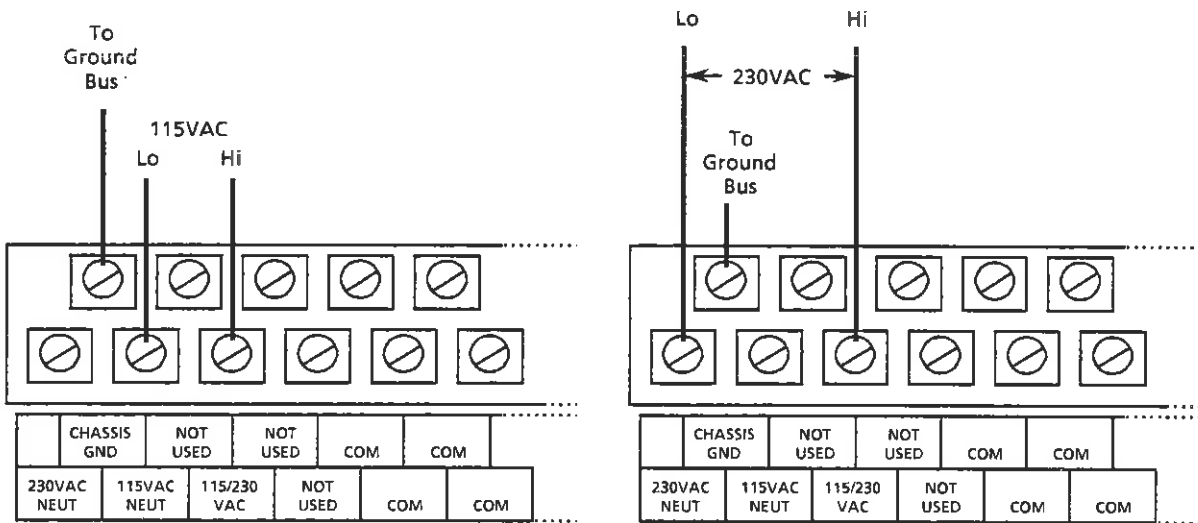 To
Ground
Bus
115VAC
Lo Hi
CHASSIS
GND
NOT
USED
NOT
USED
COM
COM
230VAC
NEUT
115VAC
NEUT
115/230
VAC
NOT
USED
COM
COM
Lo Hi
230VAC
To
Ground
Bus
CHASSIS
GND
NOT
USED
NOT
USED
COM
COM
230VAC
NEUT
115VAC
NEUT
115/230
VAC
NOT
USED
COM
COM